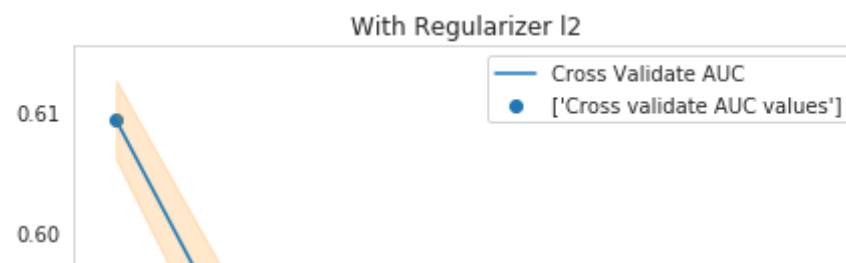 With Regularizer l2
Cross Validate AUC
['Cross validate AUC values']
0.61
0.60